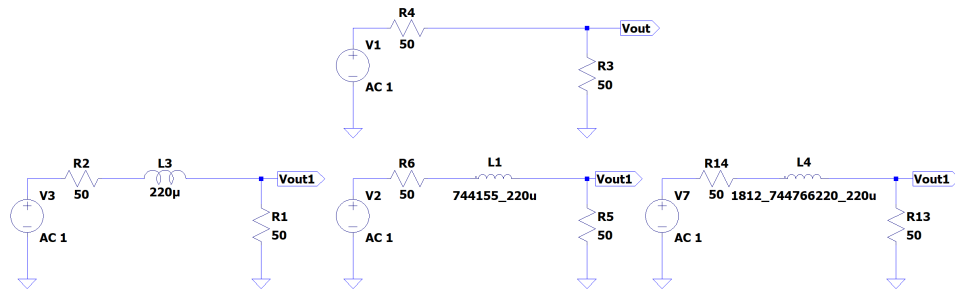 R4
50
Vout
V1
AC 1
R3
50
R2
50
L3
220µ
Vout1
V3
AC 1
R1
50
R6
50
L1
744155_220u
Vout1
V2
AC 1
R5
50
R14
50
L4
1812_744766220_220u
Vout1
V7
AC 1
R13
50